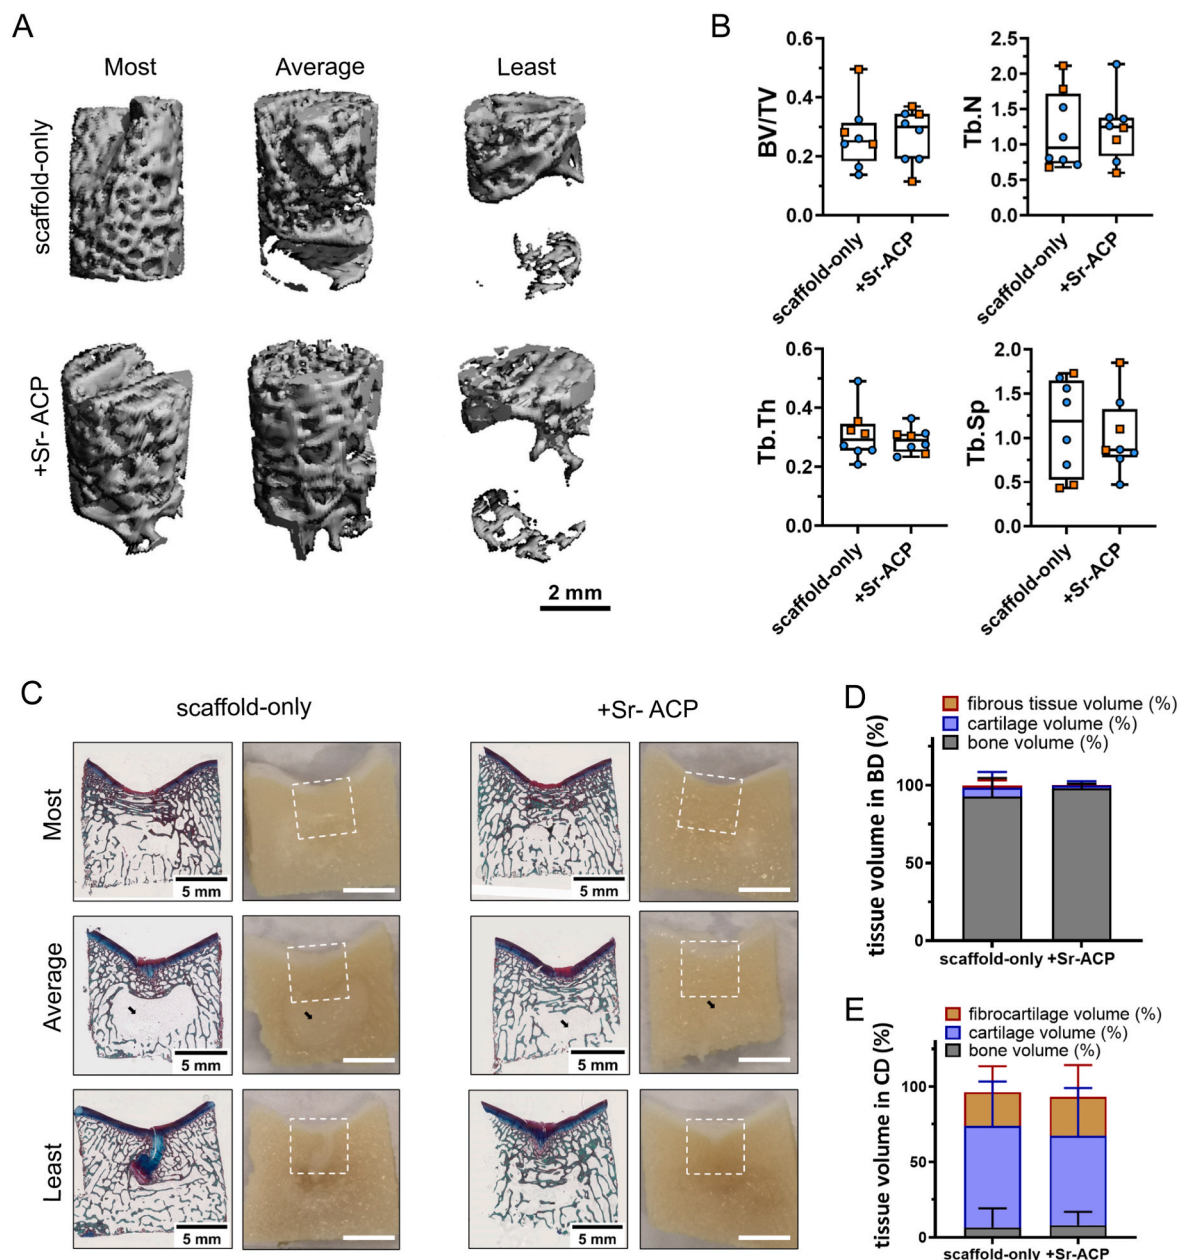 A
Most
Average
Least
scaffold-only
+Sr- ACP
2 mm
B
BV/TV
0.6
0.4
0.2
0.0
scaffold-only
+Sr-ACP
Tb.N
2.5
2.0
1.5
1.0
0.5
0.0
scaffold-only
+Sr-ACP
Tb.Th
0.6
0.4
0.2
0.0
scaffold-only
+Sr-ACP
Tb.Sp
2.0
1.5
1.0
0.5
0.0
scaffold-only
+Sr-ACP
C
scaffold-only
+Sr- ACP
Most
5 mm
5 mm
Average
5 mm
5 mm
Least
5 mm
5 mm
D
fibrous tissue volume (%)
cartilage volume (%)
bone volume (%)
tissue volume in BD (%)
100
50
0
scaffold-only +Sr-ACP
E
fibrocartilage volume (%)
cartilage volume (%)
bone volume (%)
tissue volume in CD (%)
100
50
0
scaffold-only +Sr-ACP